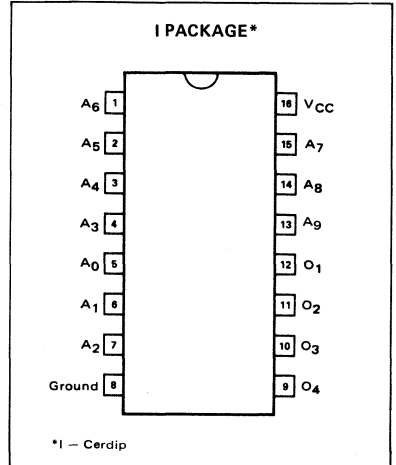 I PACKAGE*
A6 1 16 VCC
A5 2 15 A7
A4 3 14 A8
A3 4 13 A9
A0 5 12 O1
A1 6 11 O2
A2 7 10 O3
Ground 8 9 O4
*I — Cerdip